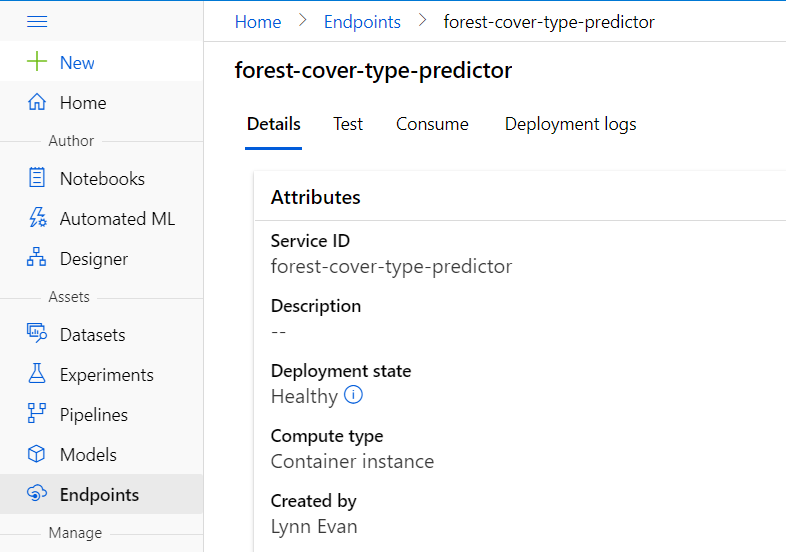 Home > Endpoints > forest-cover-type-predictor
New
Home
Author
Notebooks
Automated ML
Designer
Assets
Datasets
Experiments
Pipelines
Models
Endpoints
Manage
forest-cover-type-predictor
Details Test Consume Deployment logs
Attributes
Service ID
forest-cover-type-predictor
Description
--
Deployment state
Healthy
Compute type
Container instance
Created by
Lynn Evan